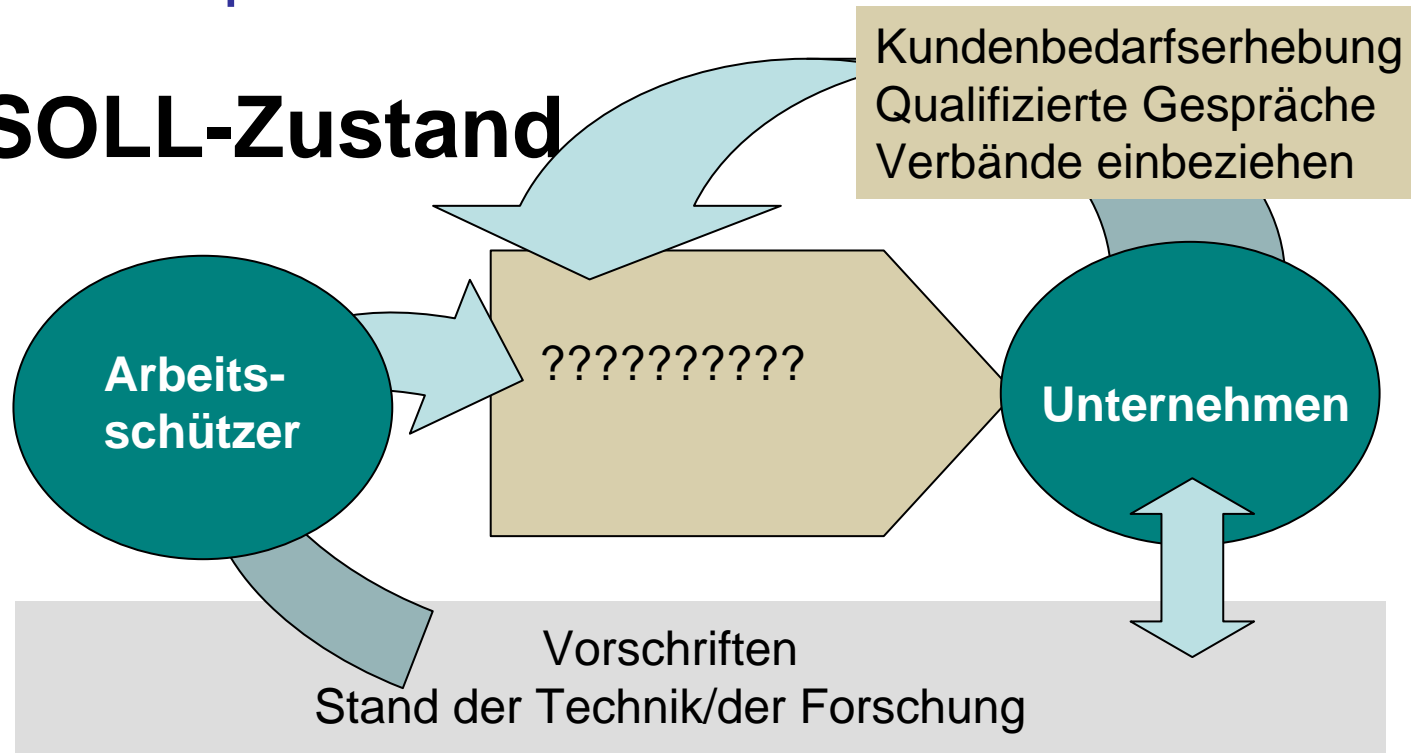 SOLL-Zustand
Kundenbedarfserhebung
Qualifizierte Gespräche
Verbände einbeziehen
Arbeits-
schützer
??????????
Unternehmen
Vorschriften
Stand der Technik/der Forschung